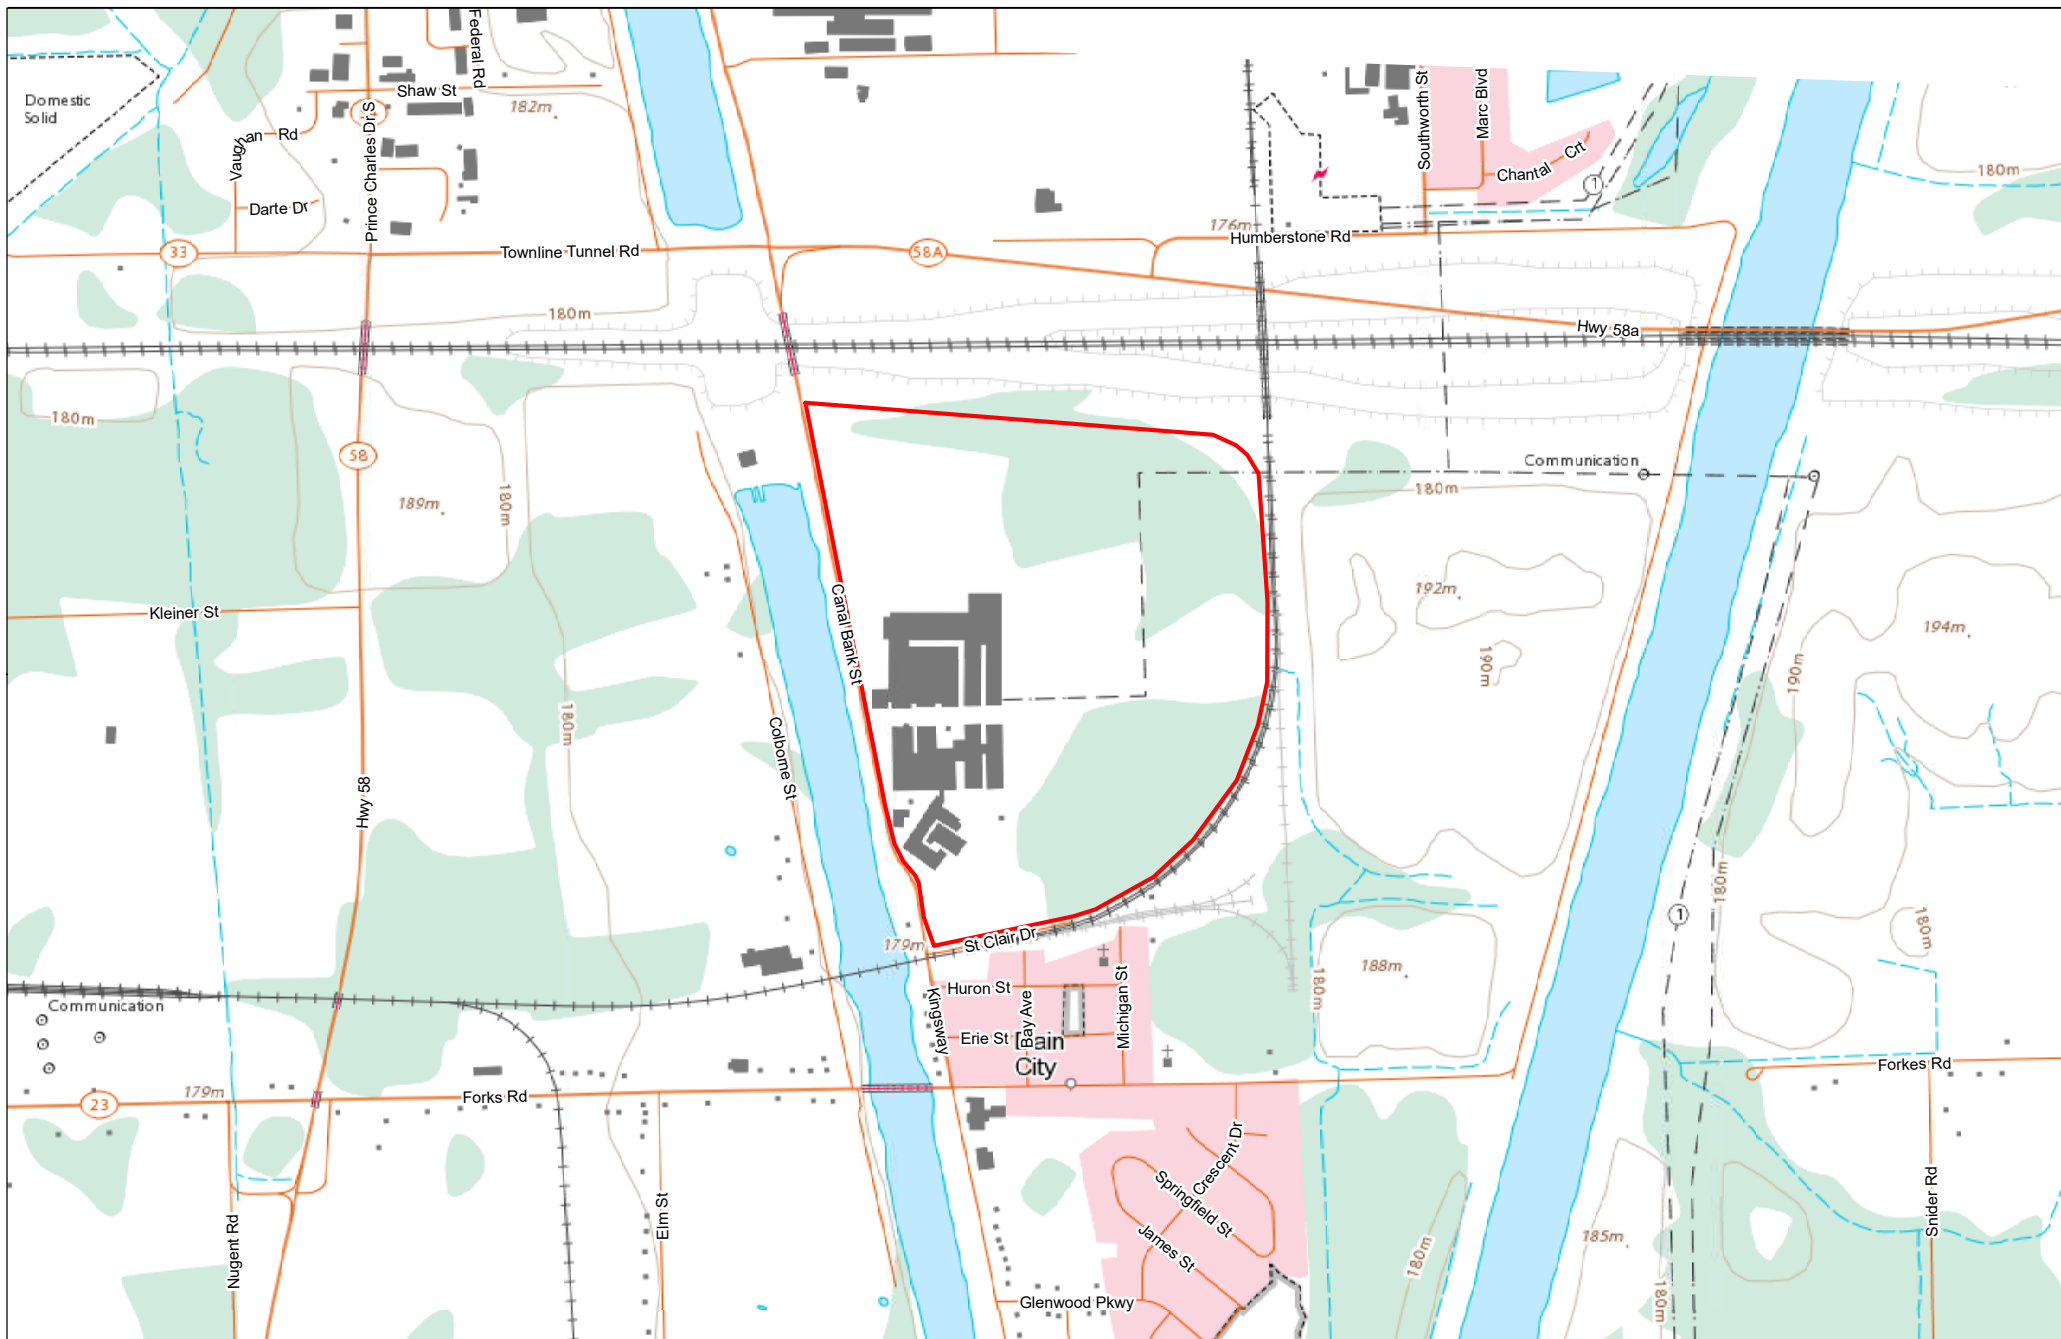 Federal Rd
Southworth St
Marc Blvd
Domestic
Solid
Shaw St
182m
Prince Charles Dr S
Vaughan Rd
Chantal Crt
1
180m
Darte Dr
176m
Humberstone Rd
33
Townline Tunnel Rd
58A
180m
Hwy 58a
180m
58
Communication
189m
180m
180m
192m
Kleiner St
Canal Bank St
194m
190m
190m
180m
Colborne St
Hwy 58
180m
1
180m
179m
St Clair Dr
188m
180m
Communication
Huron St
Kingsway
Bay Ave
Michigan St
Erie St
City
Forkes Rd
179m
23
Forks Rd
Crescent Dr
Springfield St
Snider Rd
Nugent Rd
Elm St
James St
180m
185m
180m
Glenwood Pkwy